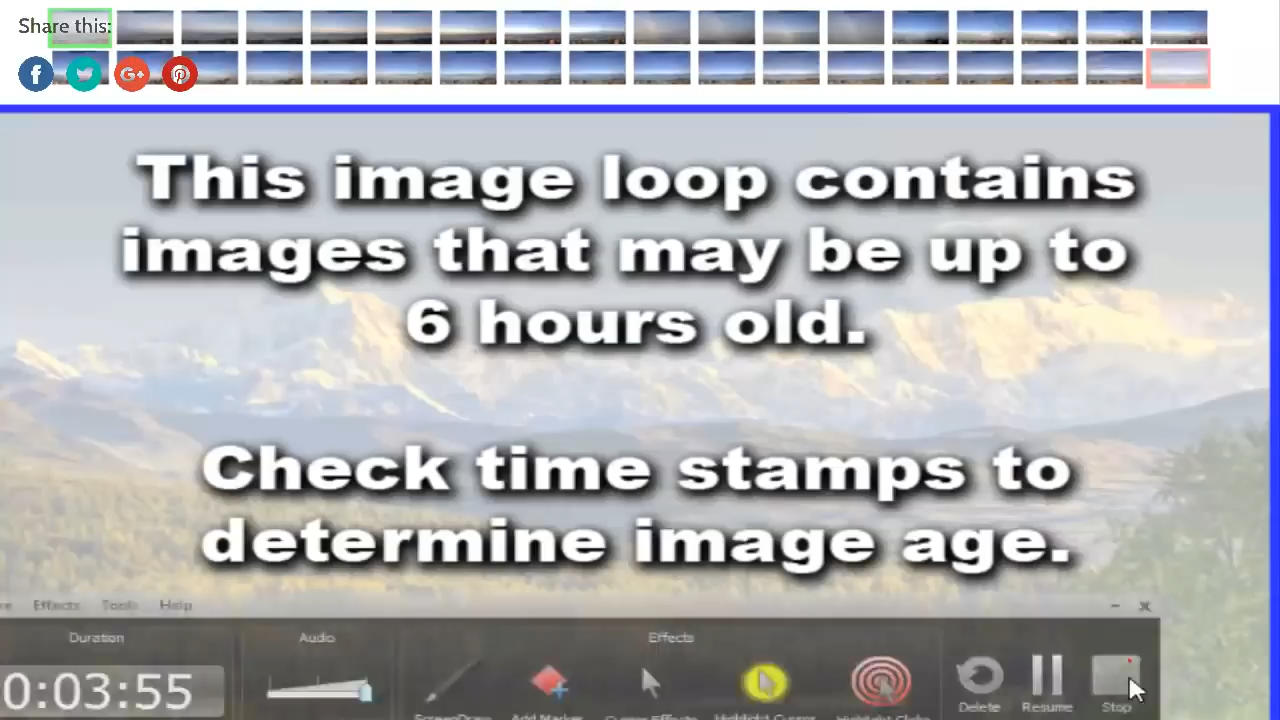 Share this:
This image loop contains
images that may be up to
6 hours old.
Check time stamps to
determine image age.
Effects Tools Help
Duration Audio Effects
0:03:55
Delete Resume Stop